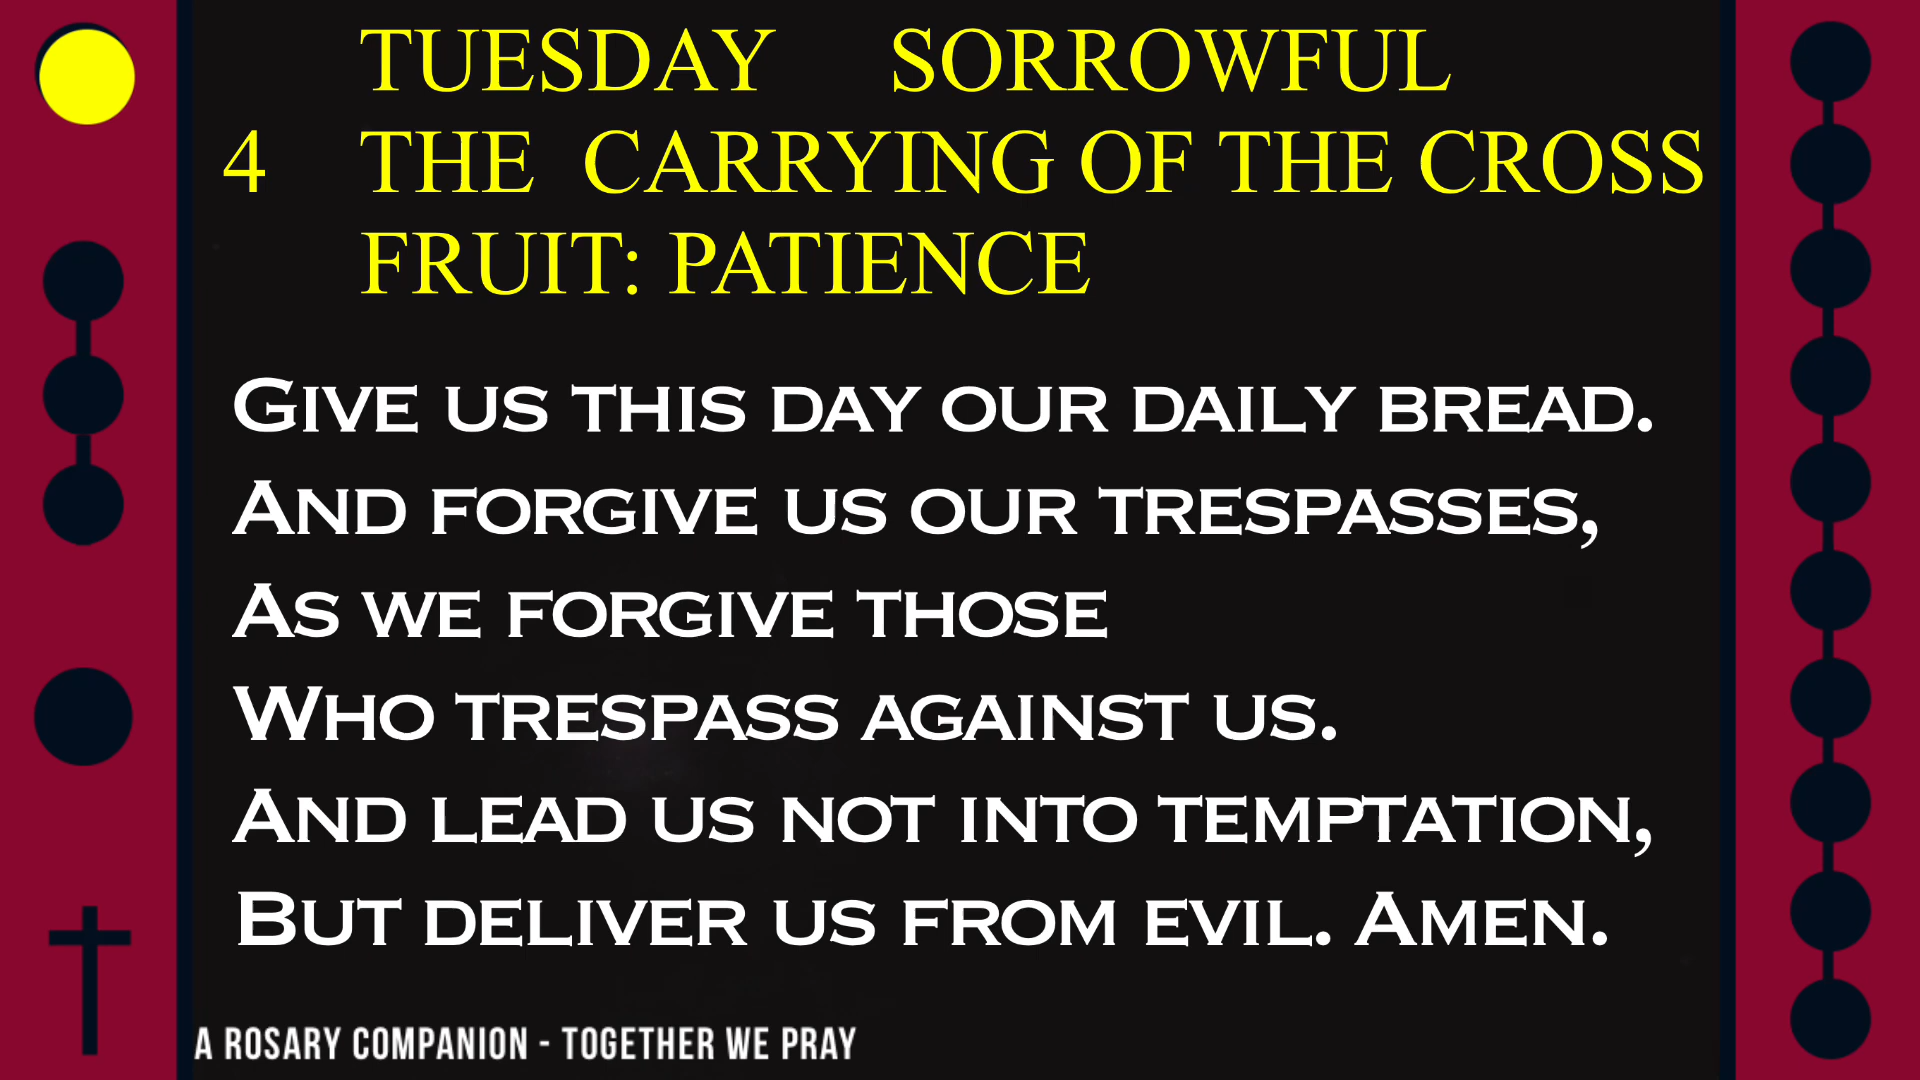 TUESDAY SORROWFUL
4 THE CARRYING OF THE CROSS
FRUIT: PATIENCE
GIVE US THIS DAY OUR DAILY BREAD.
AND FORGIVE US OUR TRESPASSES,
AS WE FORGIVE THOSE
WHO TRESPASS AGAINST US.
AND LEAD US NOT INTO TEMPTATION,
BUT DELIVER US FROM EVIL. AMEN.
A ROSARY COMPANION - TOGETHER WE PRAY